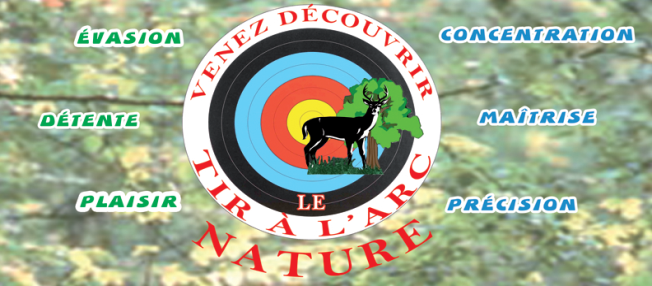 ÉVASION
DÉTENTE
PLAISIR
VENEZ DÉCOUVRIR
LE
TIR À L'ARC
NATURE
CONCENTRATION
MAÎTRISE
PRÉCISION